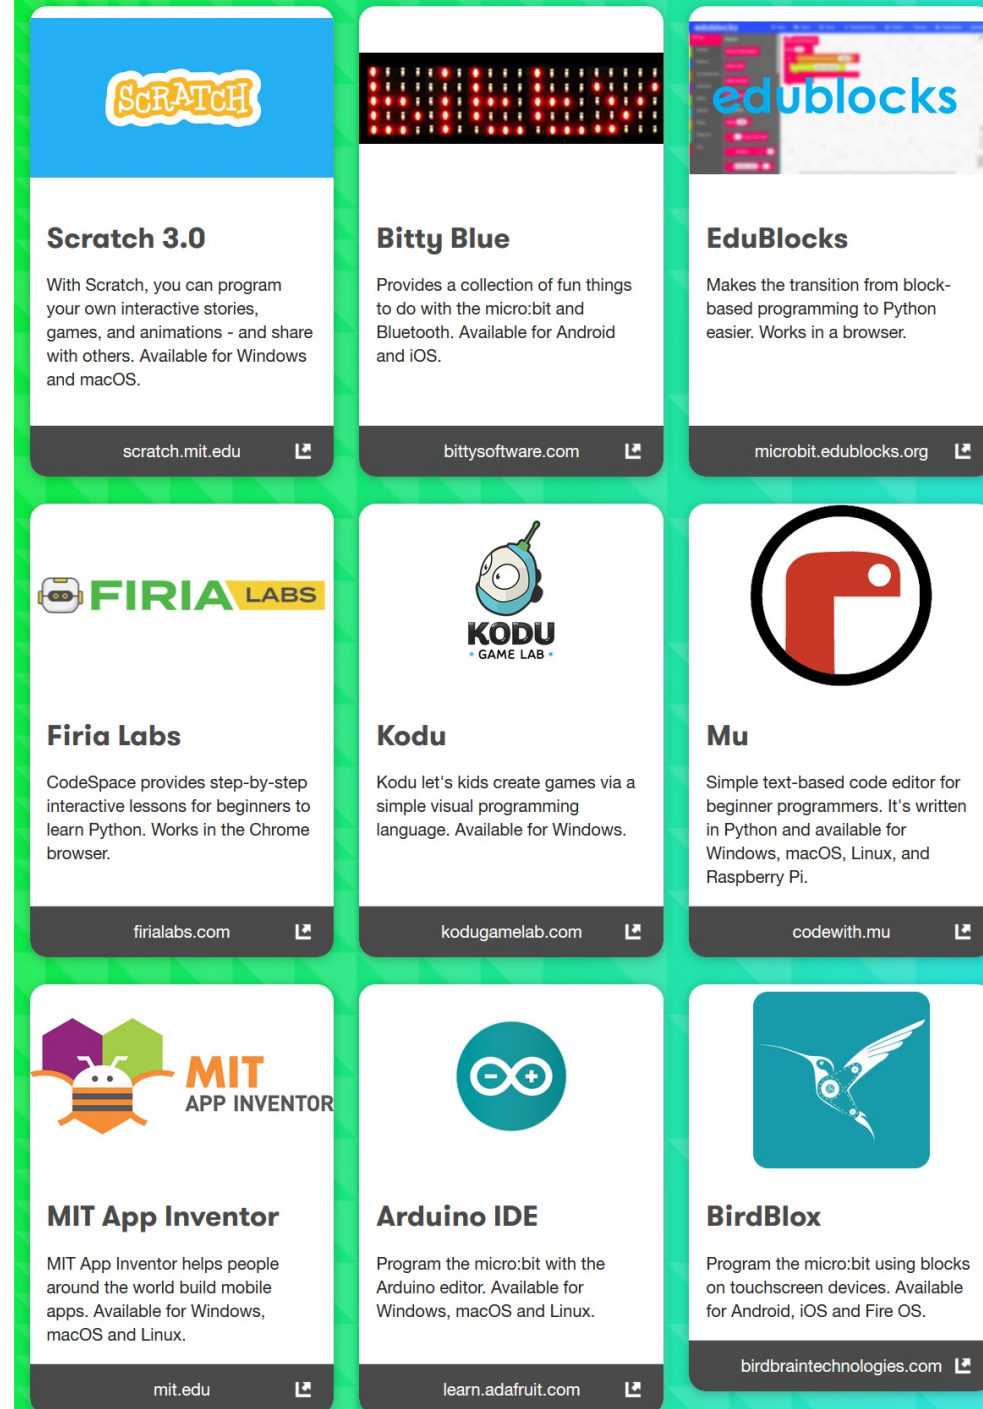 SCRATCH
Scratch 3.0
With Scratch, you can program
your own interactive stories,
games, and animations - and share
with others. Available for Windows
and macOS.
scratch.mit.edu
Bitty Blue
Provides a collection of fun things
to do with the micro:bit and
Bluetooth. Available for Android
and iOS.
bittysoftware.com
edublocks
EduBlocks
Makes the transition from block-
based programming to Python
easier. Works in a browser.
microbit.edublocks.org
FIRIA LABS
Firia Labs
CodeSpace provides step-by-step
interactive lessons for beginners to
learn Python. Works in the Chrome
browser.
firialabs.com
KODU
GAME LAB
Kodu
Kodu let's kids create games via a
simple visual programming
language. Available for Windows.
kodugamelab.com
Mu
Simple text-based code editor for
beginner programmers. It's written
in Python and available for
Windows, macOS, Linux, and
Raspberry Pi.
codewith.mu
MIT
APP INVENTOR
MIT App Inventor
MIT App Inventor helps people
around the world build mobile
apps. Available for Windows,
macOS and Linux.
mit.edu
Arduino IDE
Program the micro:bit with the
Arduino editor. Available for
Windows, macOS and Linux.
learn.adafruit.com
BirdBlox
Program the micro:bit using blocks
on touchscreen devices. Available
for Android, iOS and Fire OS.
birdbraintechnologies.com